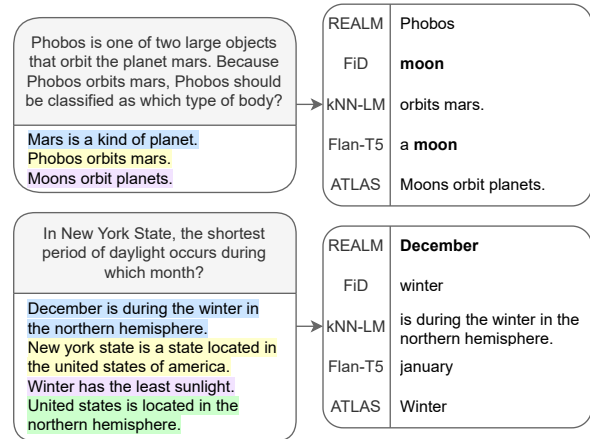 Phobos is one of two large objects
that orbit the planet mars. Because
Phobos orbits mars, Phobos should
be classified as which type of body?
Mars is a kind of planet.
Phobos orbits mars.
Moons orbit planets.
REALM Phobos
FiD moon
kNN-LM orbits mars.
Flan-T5 a moon
ATLAS Moons orbit planets.
In New York State, the shortest
period of daylight occurs during
which month?
December is during the winter in
the northern hemisphere.
New york state is a state located in
the united states of america.
Winter has the least sunlight.
United states is located in the
northern hemisphere.
REALM December
FiD winter
kNN-LM is during the winter in the
northern hemisphere.
Flan-T5 january
ATLAS Winter